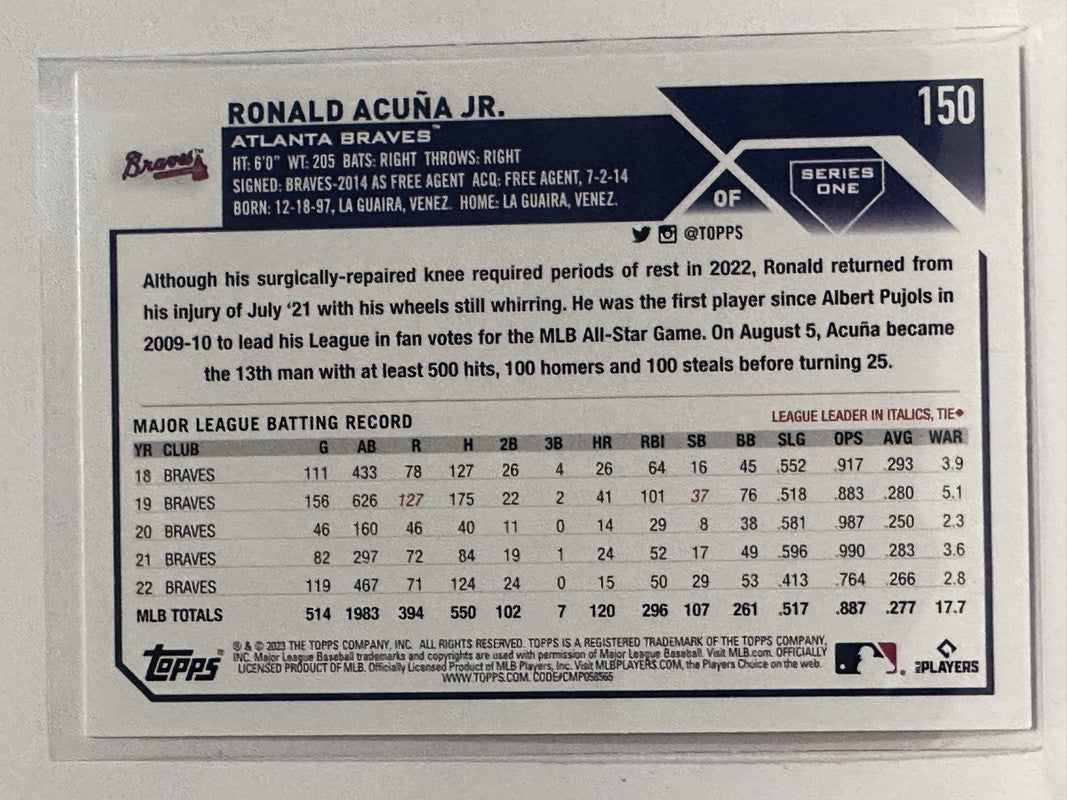 RONALD ACUÑA JR.
150
ATLANTA BRAVES™
Braves™
HT: 6'0" WT: 205 BATS: RIGHT THROWS: RIGHT
SIGNED: BRAVES-2014 AS FREE AGENT ACQ: FREE AGENT, 7-2-14
BORN: 12-18-97, LA GUAIRA, VENEZ. HOME: LA GUAIRA, VENEZ.
OF
SERIES
ONE
@TOPPS
Although his surgically-repaired knee required periods of rest in 2022, Ronald returned from
his injury of July '21 with his wheels still whirring. He was the first player since Albert Pujols in
2009-10 to lead his League in fan votes for the MLB All-Star Game. On August 5, Acuña became
the 13th man with at least 500 hits, 100 homers and 100 steals before turning 25.
MAJOR LEAGUE BATTING RECORD
LEAGUE LEADER IN ITALICS, TIE◆
YR CLUB G AB R H 2B 3B HR RBI SB BB SLG OPS AVG WAR
18 BRAVES 111 433 78 127 26 4 26 64 16 45 .552 .917 .293 3.9
19 BRAVES 156 626 127 175 22 2 41 101 37 76 .518 .883 .280 5.1
20 BRAVES 46 160 46 40 11 0 14 29 8 38 .581 .987 .250 2.3
21 BRAVES 82 297 72 84 19 1 24 52 17 49 .596 .990 .283 3.6
22 BRAVES 119 467 71 124 24 0 15 50 29 53 .413 .764 .266 2.8
MLB TOTALS 514 1983 394 550 102 7 120 296 107 261 .517 .887 .277 17.7
TOPPS®
® & © 2023 THE TOPPS COMPANY, INC. ALL RIGHTS RESERVED. TOPPS IS A REGISTERED TRADEMARK OF THE TOPPS COMPANY,
INC. Major League Baseball trademarks and copyrights are used with permission of Major League Baseball. Visit MLB.com. OFFICIALLY
LICENSED PRODUCT OF MLB. Officially Licensed Product of MLB Players, Inc. Visit MLBPLAYERS.COM, the Players Choice on the web.
WWW.TOPPS.COM. CODE#CMP058565
MLB PLAYERS